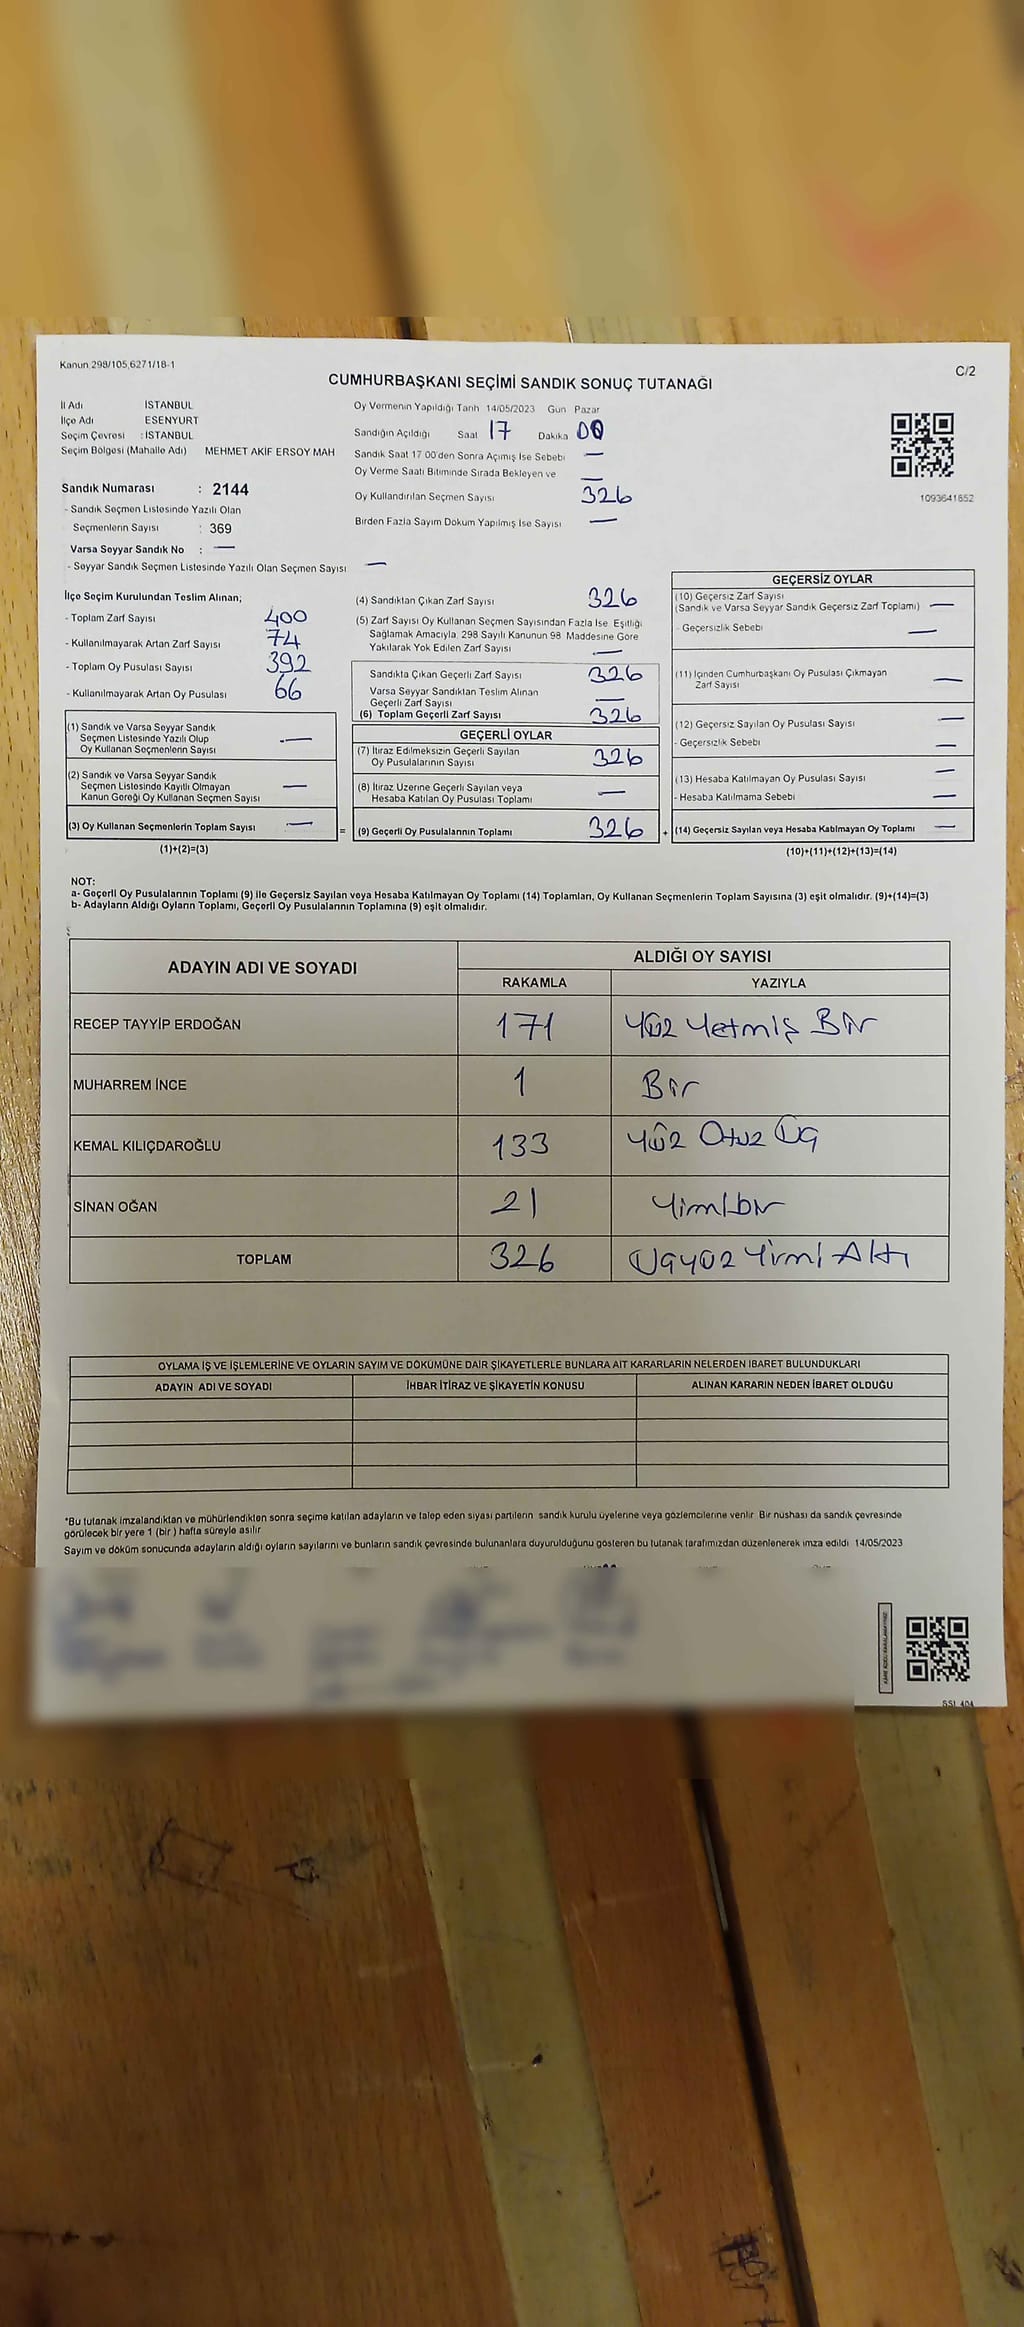 Kanun 298/105,6271/18-1
C/2
CUMHURBAŞKANI SEÇİMİ SANDIK SONUÇ TUTANAĞI
İl Adı İSTANBUL
İlçe Adı ESENYURT
Seçim Çevresi : İSTANBUL
Seçim Bölgesi (Mahalle Adı) MEHMET AKİF ERSOY MAH
Sandık Numarası : 2144
- Sandık Seçmen Listesinde Yazılı Olan
Seçmenlerin Sayısı : 369
Varsa Seyyar Sandık No : —
- Seyyar Sandık Seçmen Listesinde Yazılı Olan Seçmen Sayısı —
Oy Vermenin Yapıldığı Tarih 14/05/2023 Gün Pazar
Sandığın Açıldığı Saat 17 Dakika 00
Sandık Saat 17 00'den Sonra Açımış İse Sebebi —
Oy Verme Saati Bitiminde Sırada Bekleyen ve —
Oy Kullandırılan Seçmen Sayısı 326
Birden Fazla Sayım Döküm Yapılmış İse Sayısı —
1093641852
İlçe Seçim Kurulundan Teslim Alınan;
- Toplam Zarf Sayısı 400
- Kullanılmayarak Artan Zarf Sayısı 74
- Toplam Oy Pusulası Sayısı 392
- Kullanılmayarak Artan Oy Pusulası 66
(1) Sandık ve Varsa Seyyar Sandık
Seçmen Listesinde Yazılı Olup
Oy Kullanan Seçmenlerin Sayısı —
(2) Sandık ve Varsa Seyyar Sandık
Seçmen Listesinde Kayıtlı Olmayan
Kanun Gereği Oy Kullanan Seçmen Sayısı —
(3) Oy Kullanan Seçmenlerin Toplam Sayısı —
(1)+(2)=(3)
=
(4) Sandıktan Çıkan Zarf Sayısı 326
(5) Zarf Sayısı Oy Kullanan Seçmen Sayısından Fazla İse, Eşitliği
Sağlamak Amacıyla, 298 Sayılı Kanunun 98 Maddesine Göre
Yakılarak Yok Edilen Zarf Sayısı —
Sandıkta Çıkan Geçerli Zarf Sayısı 326
Varsa Seyyar Sandıktan Teslim Alınan
Geçerli Zarf Sayısı —
(6) Toplam Geçerli Zarf Sayısı 326
GEÇERLİ OYLAR
(7) İtiraz Edilmeksizin Geçerli Sayılan
Oy Pusulalarının Sayısı 326
(8) İtiraz Üzerine Geçerli Sayılan veya
Hesaba Katılan Oy Pusulası Toplamı —
(9) Geçerli Oy Pusulalarının Toplamı 326
+
GEÇERSİZ OYLAR
(10) Geçersiz Zarf Sayısı
(Sandık ve Varsa Seyyar Sandık Geçersiz Zarf Toplamı) —
- Geçersizlik Sebebi —
(11) İçinden Cumhurbaşkanı Oy Pusulası Çıkmayan
Zarf Sayısı —
(12) Geçersiz Sayılan Oy Pusulası Sayısı —
- Geçersizlik Sebebi —
(13) Hesaba Katılmayan Oy Pusulası Sayısı —
- Hesaba Katılmama Sebebi —
(14) Geçersiz Sayılan veya Hesaba Katılmayan Oy Toplamı —
(10)+(11)+(12)+(13)=(14)
NOT:
a- Geçerli Oy Pusulalarının Toplamı (9) ile Geçersiz Sayılan veya Hesaba Katılmayan Oy Toplamı (14) Toplamları, Oy Kullanan Seçmenlerin Toplam Sayısına (3) eşit olmalıdır. (9)+(14)=(3)
b- Adayların Aldığı Oyların Toplamı, Geçerli Oy Pusulalarının Toplamına (9) eşit olmalıdır.
ADAYIN ADI VE SOYADI ALDIĞI OY SAYISI
RAKAMLA YAZIYLA
RECEP TAYYİP ERDOĞAN 171 Yüz Yetmiş Bir
MUHARREM İNCE 1 Bir
KEMAL KILIÇDAROĞLU 133 Yüz Otuz Üç
SİNAN OĞAN 21 Yirmibir
TOPLAM 326 Üçyüz Yirmi Altı
OYLAMA İŞ VE İŞLEMLERİNE VE OYLARIN SAYIM VE DÖKÜMÜNE DAİR ŞİKAYETLERLE BUNLARA AİT KARARLARIN NELERDEN İBARET BULUNDUKLARI
ADAYIN ADI VE SOYADI İHBAR İTİRAZ VE ŞİKAYETİN KONUSU ALINAN KARARIN NEDEN İBARET OLDUĞU
*Bu tutanak imzalandıktan ve mühürlendikten sonra seçime katılan adayların ve talep eden siyasi partilerin sandık kurulu üyelerine veya gözlemcilerine verilir Bir nüshası da sandık çevresinde
görülecek bir yere 1 (bir ) hafta süreyle asılır
Sayım ve döküm sonucunda adayların aldığı oyların sayılarını ve bunların sandık çevresinde bulunanlara duyurulduğunu gösteren bu tutanak tarafımızdan düzenlenerek imza edildi 14/05/2023